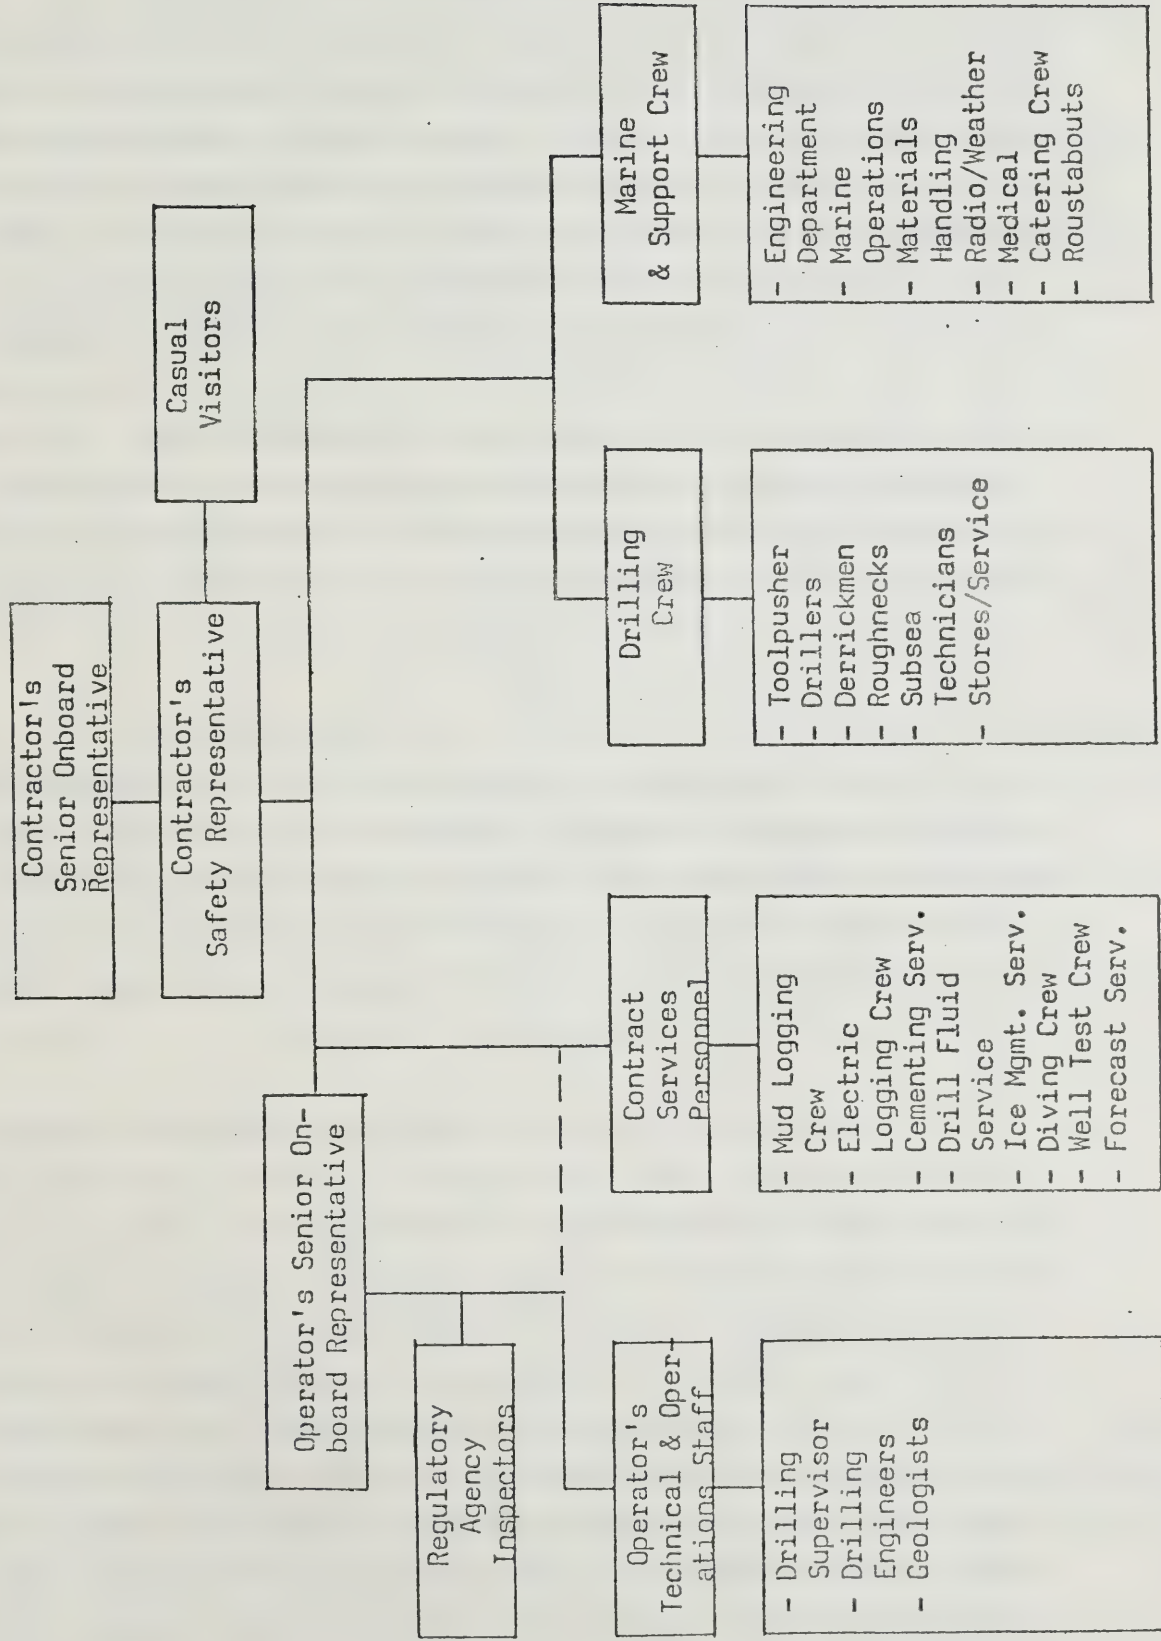 Contractor's
Senior Onboard
Representative
Contractor's
Safety Representative
Casual
Visitors
Operator's Senior On-
board Representative
Regulatory
Agency
Inspectors
Operator's
Technical & Oper-
ations Staff
Contract
Services
Personnel
Drilling
Crew
Marine
& Support Crew
- Drilling
Supervisor
- Drilling
Engineers
- Geologists
- Mud Logging
Crew
- Electric
Logging Crew
- Cementing Serv.
- Drill Fluid
Service
- Ice Mgmt. Serv.
- Diving Crew
- Well Test Crew
- Forecast Serv.
- Toolpusher
- Drillers
- Derrickmen
- Roughnecks
- Subsea
Technicians
- Stores/Service
- Engineering
Department
- Marine
Operations
- Materials
Handling
- Radio/Weather
- Medical
- Catering Crew
- Roustabouts